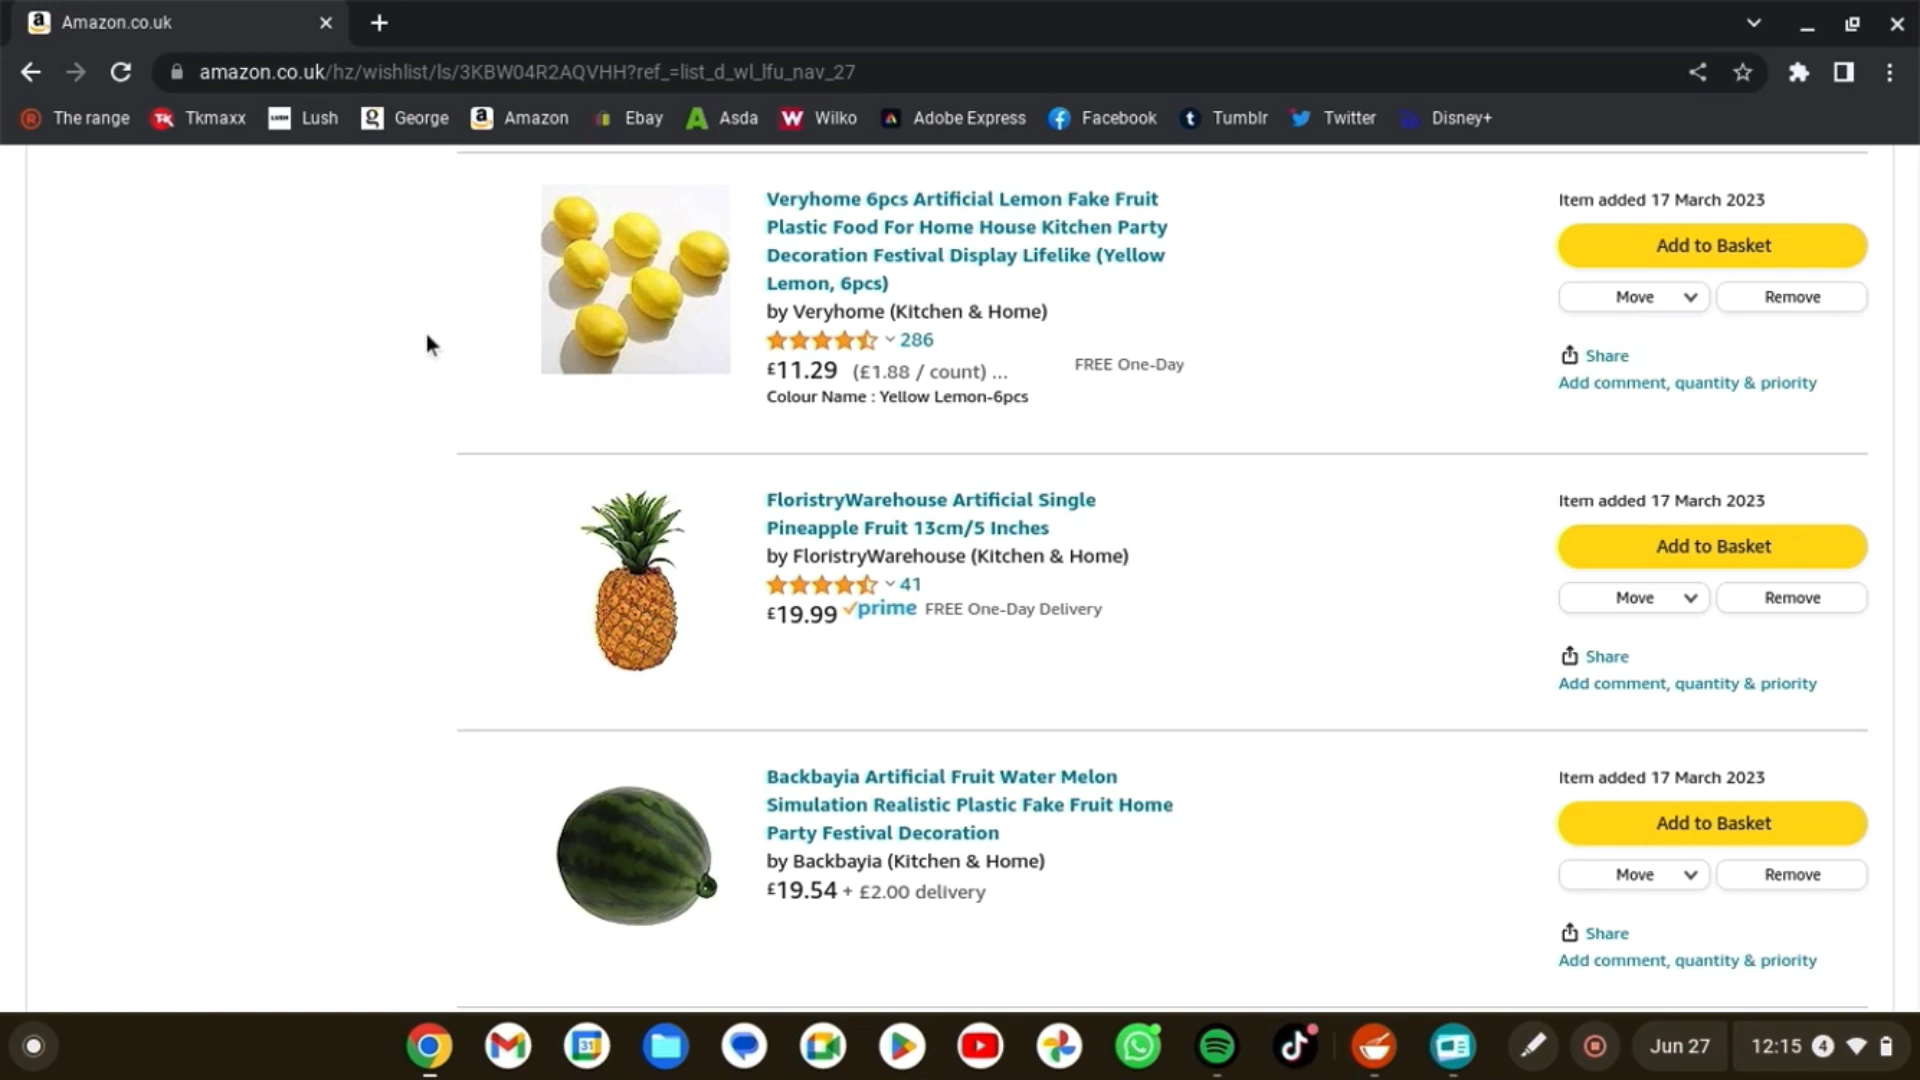 Amazon.co.uk
amazon.co.uk/hz/wishlist/ls/3KBW04R2AQVHH?ref_=list_d_wl_lfu_nav_27
The range Tkmaxx Lush George Amazon Ebay Asda Wilko Adobe Express Facebook Tumblr Twitter Disney+
Veryhome 6pcs Artificial Lemon Fake Fruit
Plastic Food For Home House Kitchen Party
Decoration Festival Display Lifelike (Yellow
Lemon, 6pcs)
by Veryhome (Kitchen & Home)
286
£11.29 (£1.88 / count) ... FREE One-Day
Colour Name : Yellow Lemon-6pcs
Item added 17 March 2023
Add to Basket
Move Remove
Share
Add comment, quantity & priority
FloristryWarehouse Artificial Single
Pineapple Fruit 13cm/5 Inches
by FloristryWarehouse (Kitchen & Home)
41
£19.99 prime FREE One-Day Delivery
Item added 17 March 2023
Add to Basket
Move Remove
Share
Add comment, quantity & priority
Backbayia Artificial Fruit Water Melon
Simulation Realistic Plastic Fake Fruit Home
Party Festival Decoration
by Backbayia (Kitchen & Home)
£19.54 + £2.00 delivery
Item added 17 March 2023
Add to Basket
Move Remove
Share
Add comment, quantity & priority
31 Jun 27 12:15 4